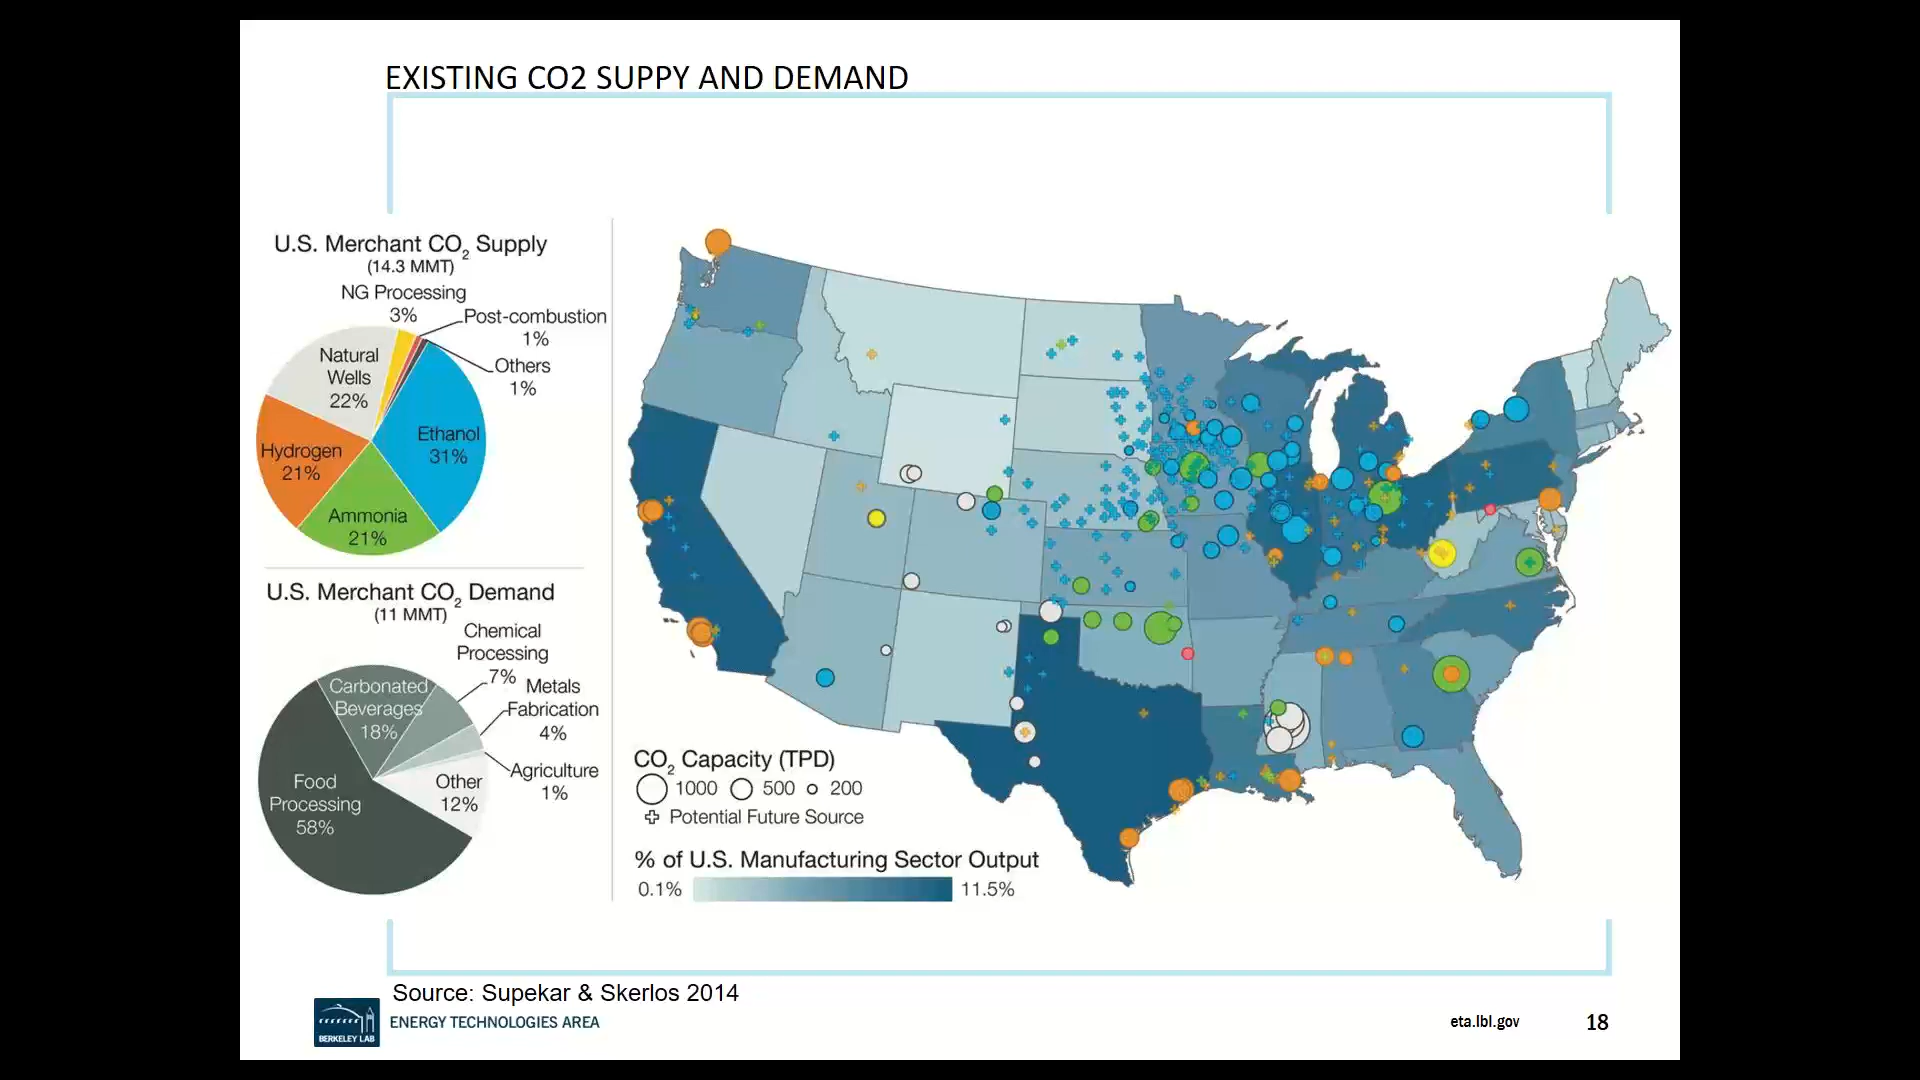 EXISTING CO2 SUPPY AND DEMAND
U.S. Merchant CO2 Supply
(14.3 MMT)
NG Processing
3%
Post-combustion
1%
Others
1%
Natural
Wells
22%
Ethanol
31%
Hydrogen
21%
Ammonia
21%
U.S. Merchant CO2 Demand
(11 MMT)
Chemical
Processing
7%
Metals
Fabrication
4%
Carbonated
Beverages
18%
Agriculture
1%
Other
12%
Food
Processing
58%
CO2 Capacity (TPD)
1000 500 200
Potential Future Source
% of U.S. Manufacturing Sector Output
0.1% 11.5%
Source: Supekar & Skerlos 2014
BERKELEY LAB
ENERGY TECHNOLOGIES AREA
eta.lbl.gov
18